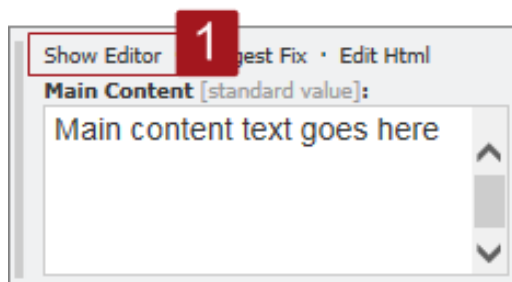 Show Editor 1 gest Fix · Edit Html
Main Content [standard value]:
Main content text goes here